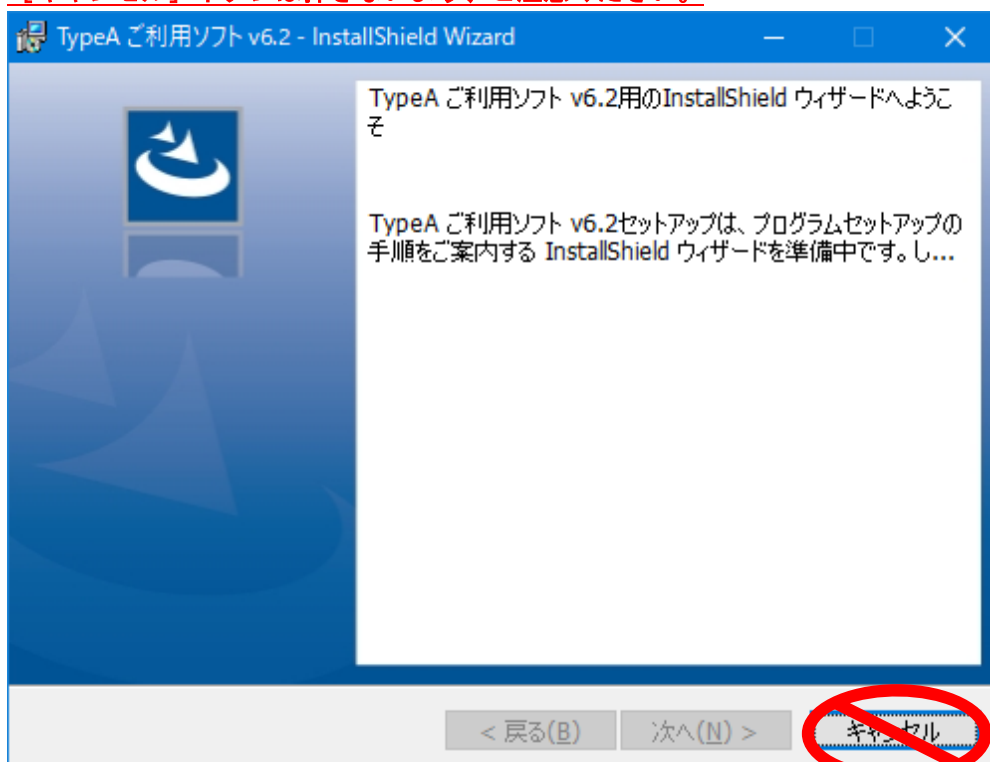 TypeA ご利用ソフト v6.2 - InstallShield Wizard
TypeA ご利用ソフト v6.2用のInstallShield ウィザードへようこ
そ
TypeA ご利用ソフト v6.2セットアップは、プログラムセットアップの
手順をご案内する InstallShield ウィザードを準備中です。し...
< 戻る(B)
次へ(N) >
キャンセル